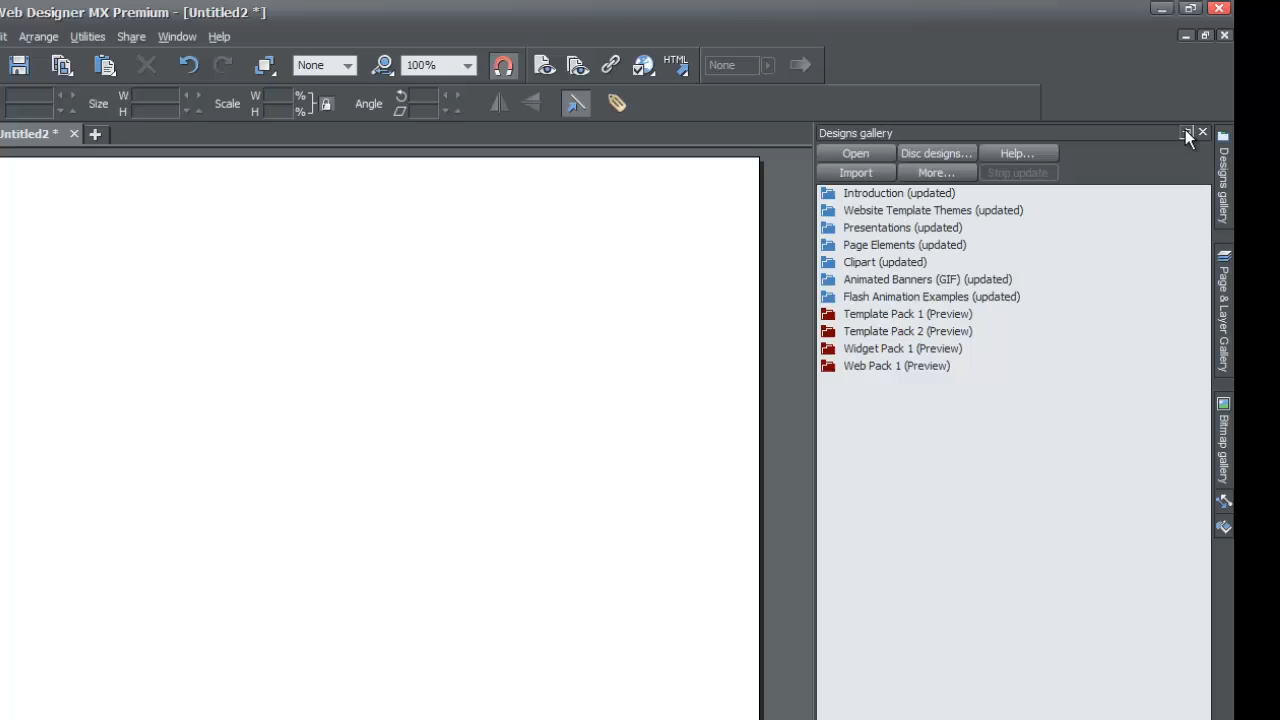 Web Designer MX Premium - [Untitled2 *]
it Arrange Utilities Share Window Help
None 100% HTML None
Size W H Scale W H % % Angle
Untitled2 *
Designs gallery
Open Disc designs... Help...
Import More... Stop update
Introduction (updated)
Website Template Themes (updated)
Presentations (updated)
Page Elements (updated)
Clipart (updated)
Animated Banners (GIF) (updated)
Flash Animation Examples (updated)
Template Pack 1 (Preview)
Template Pack 2 (Preview)
Widget Pack 1 (Preview)
Web Pack 1 (Preview)
Designs gallery
Page & Layer Gallery
Bitmap gallery